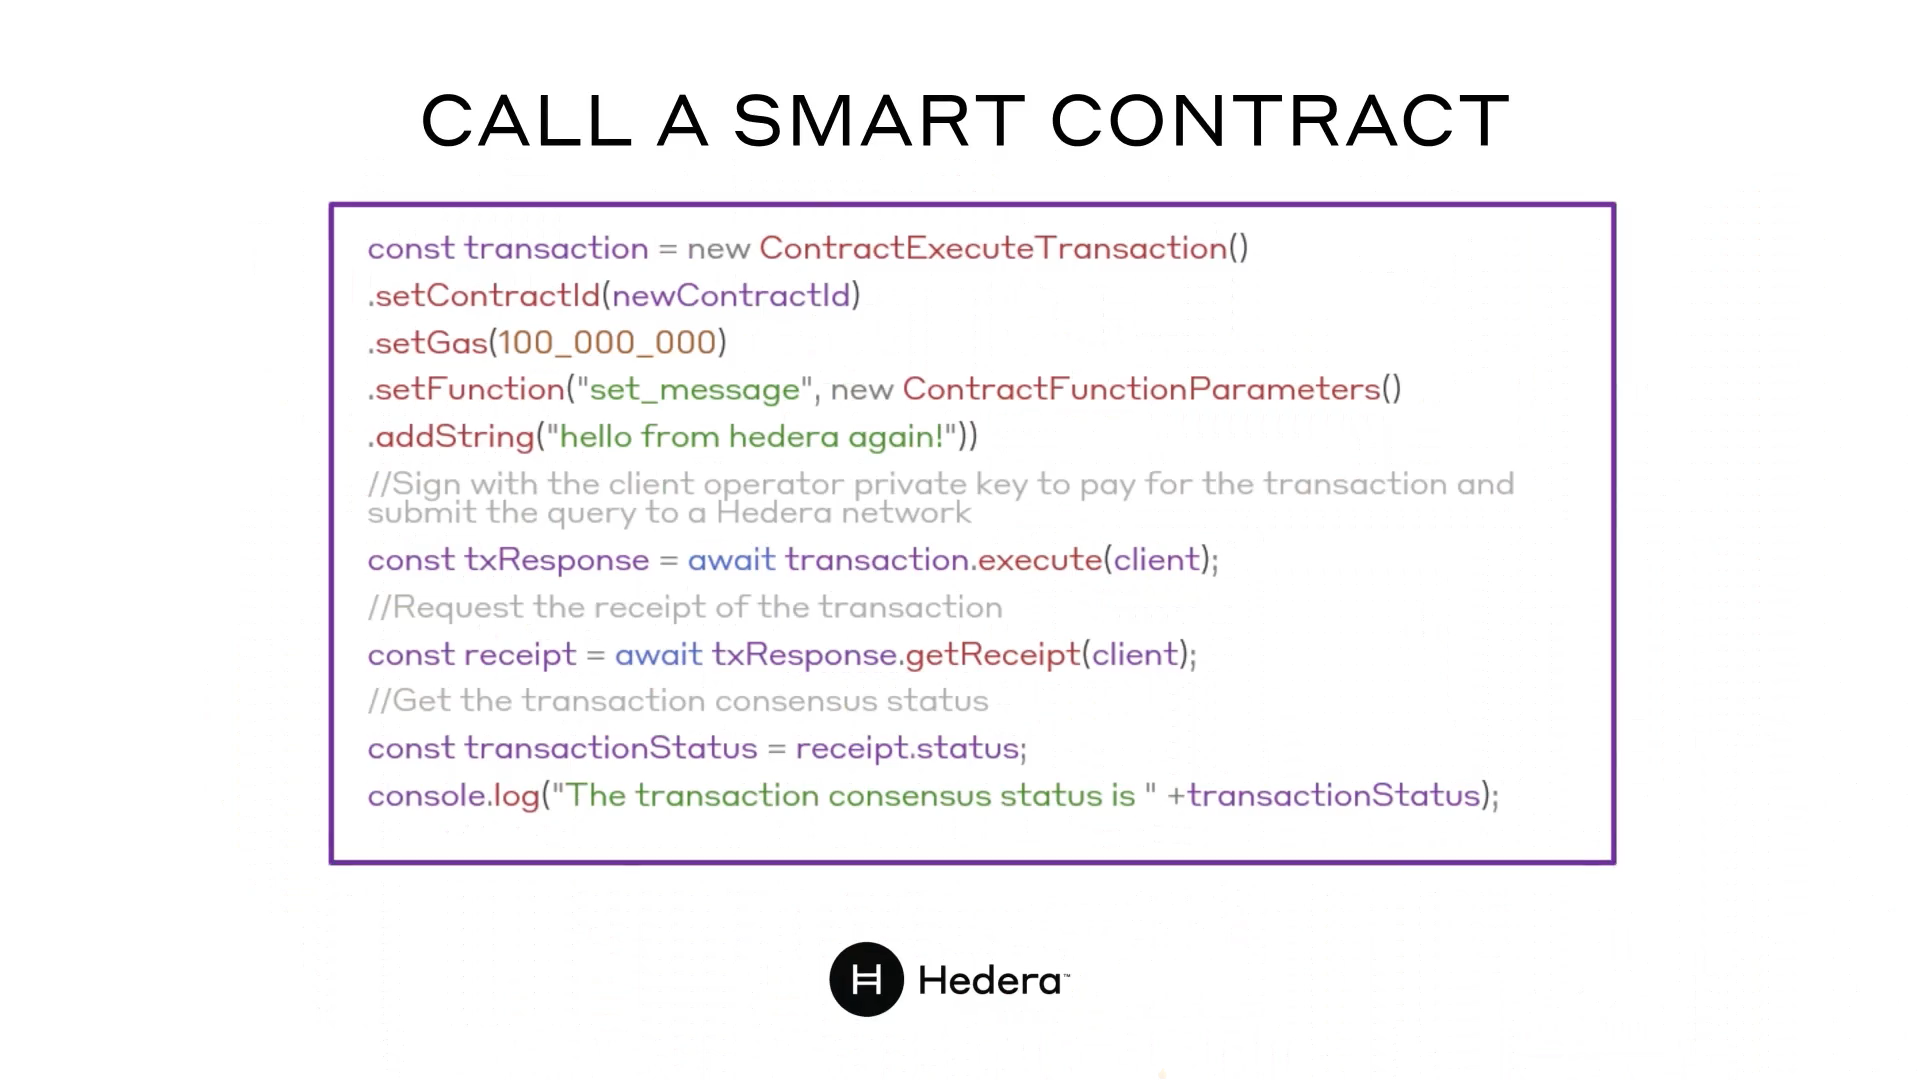 CALL A SMART CONTRACT
const transaction = new ContractExecuteTransaction()
.setContractId(newContractId)
.setGas(100_000_000)
.setFunction("set_message", new ContractFunctionParameters()
.addString("hello from hedera again!"))
//Sign with the client operator private key to pay for the transaction and
submit the query to a Hedera network
const txResponse = await transaction.execute(client);
//Request the receipt of the transaction
const receipt = await txResponse.getReceipt(client);
//Get the transaction consensus status
const transactionStatus = receipt.status;
console.log("The transaction consensus status is " +transactionStatus);
H Hedera™